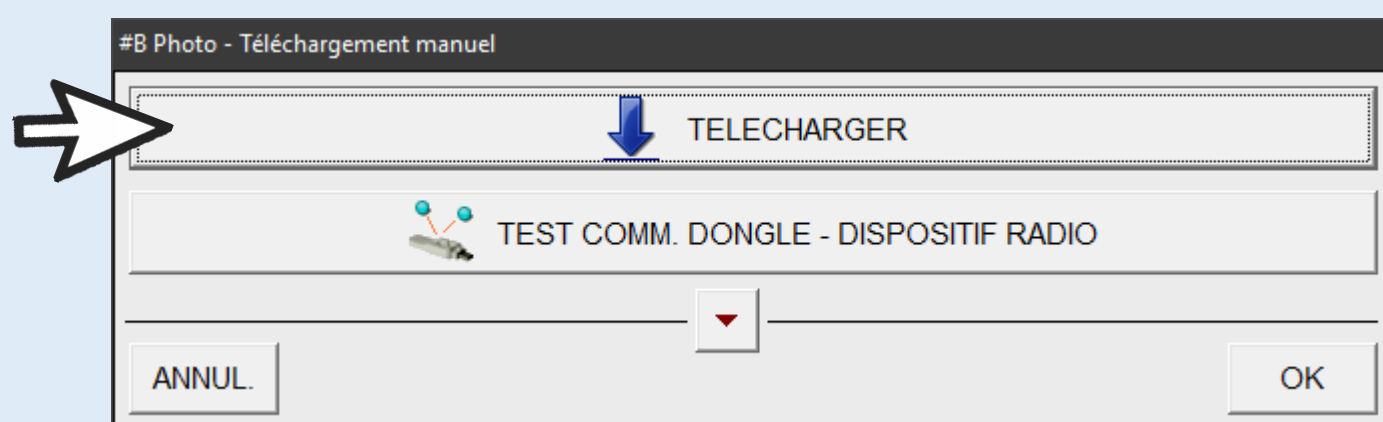 #B Photo - Téléchargement manuel
TELECHARGER
TEST COMM. DONGLE - DISPOSITIF RADIO
ANNUL.
OK